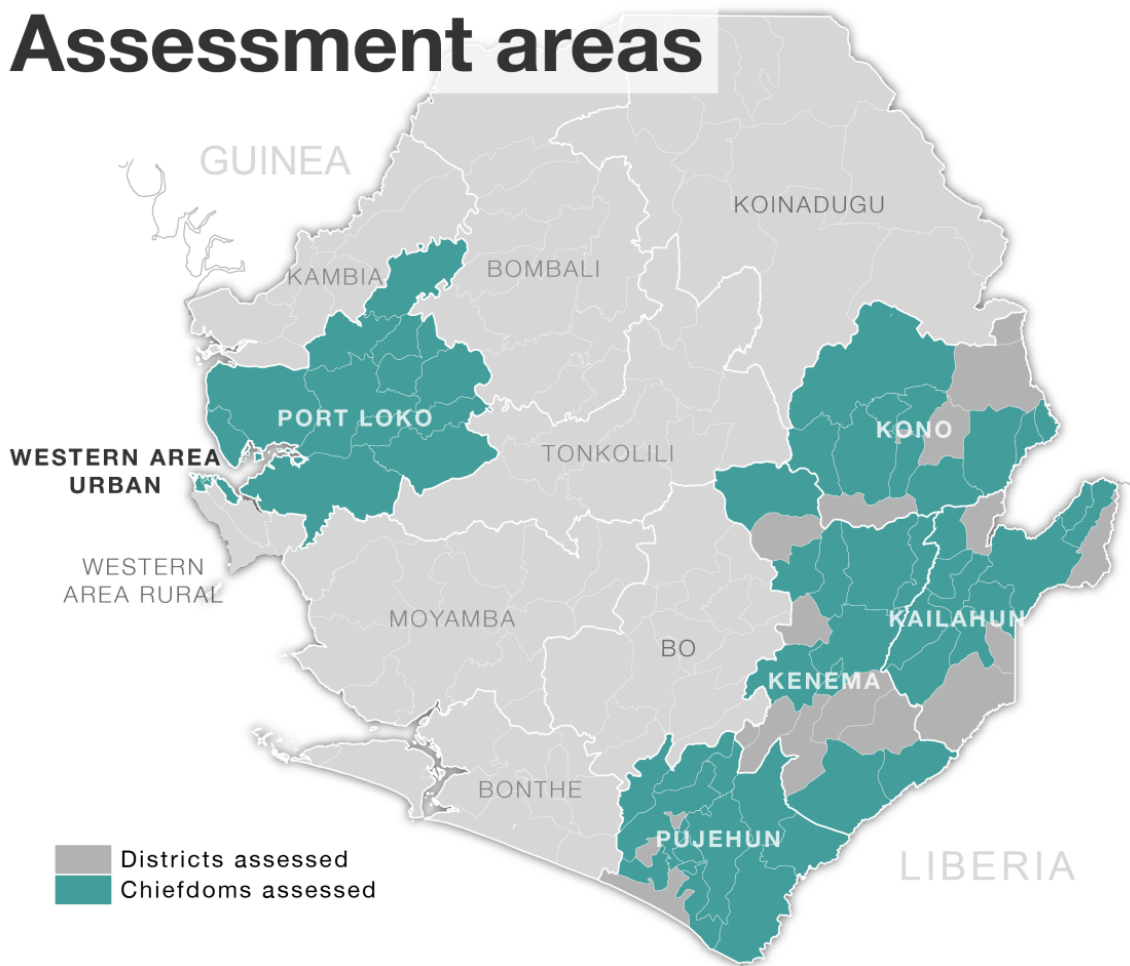 Assessment areas
GUINEA
KOINADUGU
KAMBIA
BOMBALI
PORT LOKO
KONO
WESTERN AREA
URBAN
TONKOLILI
WESTERN
AREA RURAL
MOYAMBA
KAILAHUN
BO
KENEMA
BONTHE
PUJEHUN
LIBERIA
Districts assessed
Chiefdoms assessed